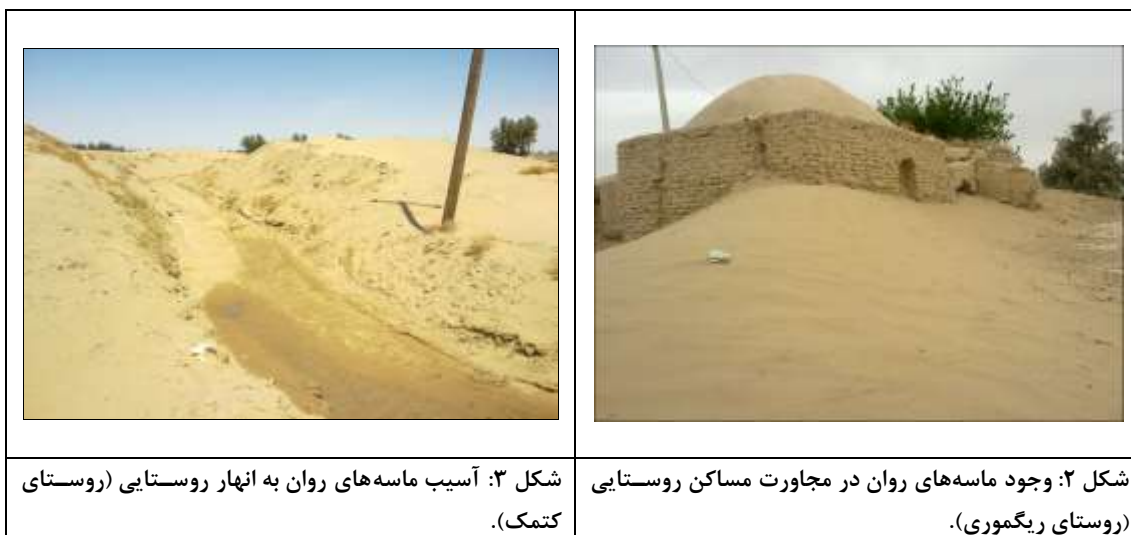 شکل ۲: وجود ماسه‌های روان در مجاورت مساکن روستایی
(روستای ریگموری).
شکل ۳: آسیب ماسه‌های روان به انهار روستایی (روستای
کتمک).